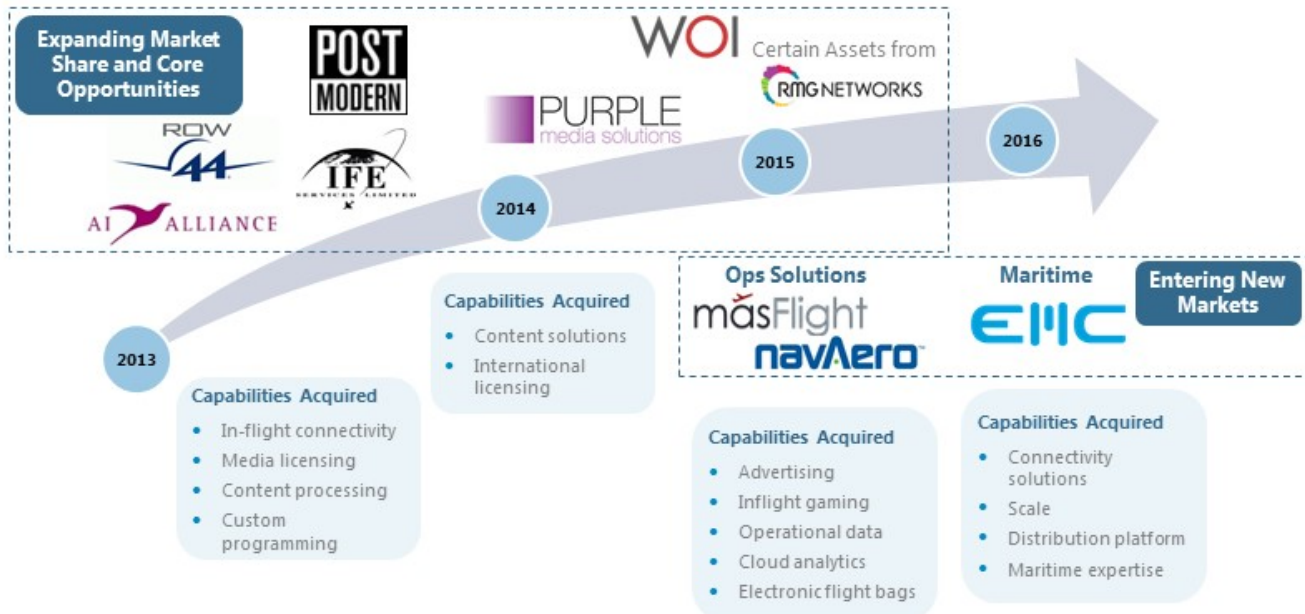 Expanding Market
Share and Core
Opportunities
POST
MODERN
WOI
Certain Assets from
RMG NETWORKS
PURPLE
media solutions
ROW
44
IFE
SERVICES LIMITED
AI ALLIANCE
2013
2014
2015
2016
Capabilities Acquired
• In-flight connectivity
• Media licensing
• Content processing
• Custom
programming
Capabilities Acquired
• Content solutions
• International
licensing
Ops Solutions
måsFlight
navAero™
Maritime
EMC
Entering New
Markets
Capabilities Acquired
• Advertising
• Inflight gaming
• Operational data
• Cloud analytics
• Electronic flight bags
Capabilities Acquired
• Connectivity
solutions
• Scale
• Distribution platform
• Maritime expertise